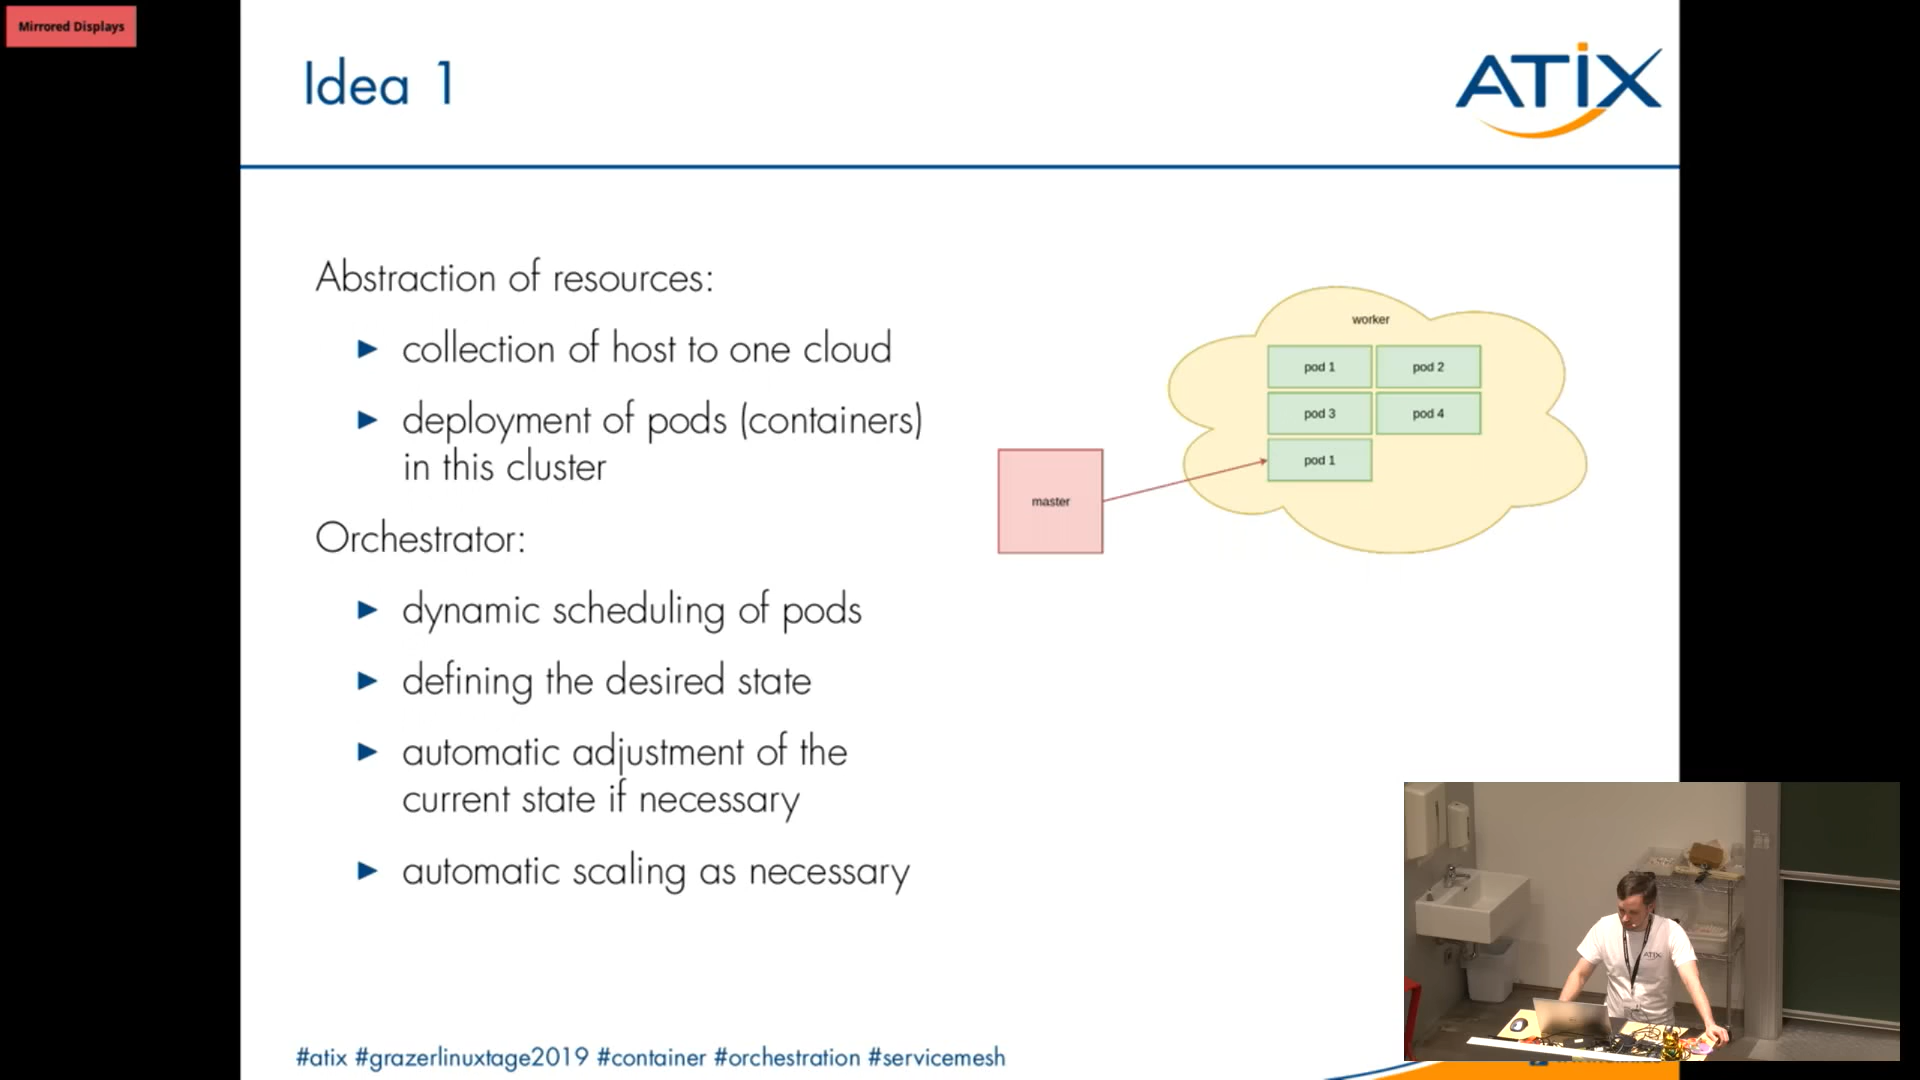 Mirrored Displays
Idea 1
ATIX
Abstraction of resources:
► collection of host to one cloud
► deployment of pods (containers)
in this cluster
Orchestrator:
► dynamic scheduling of pods
► defining the desired state
► automatic adjustment of the
current state if necessary
► automatic scaling as necessary
worker
pod 1 pod 2
pod 3 pod 4
pod 1
master
ATIX
#atix #grazerlinuxtage2019 #container #orchestration #servicemesh